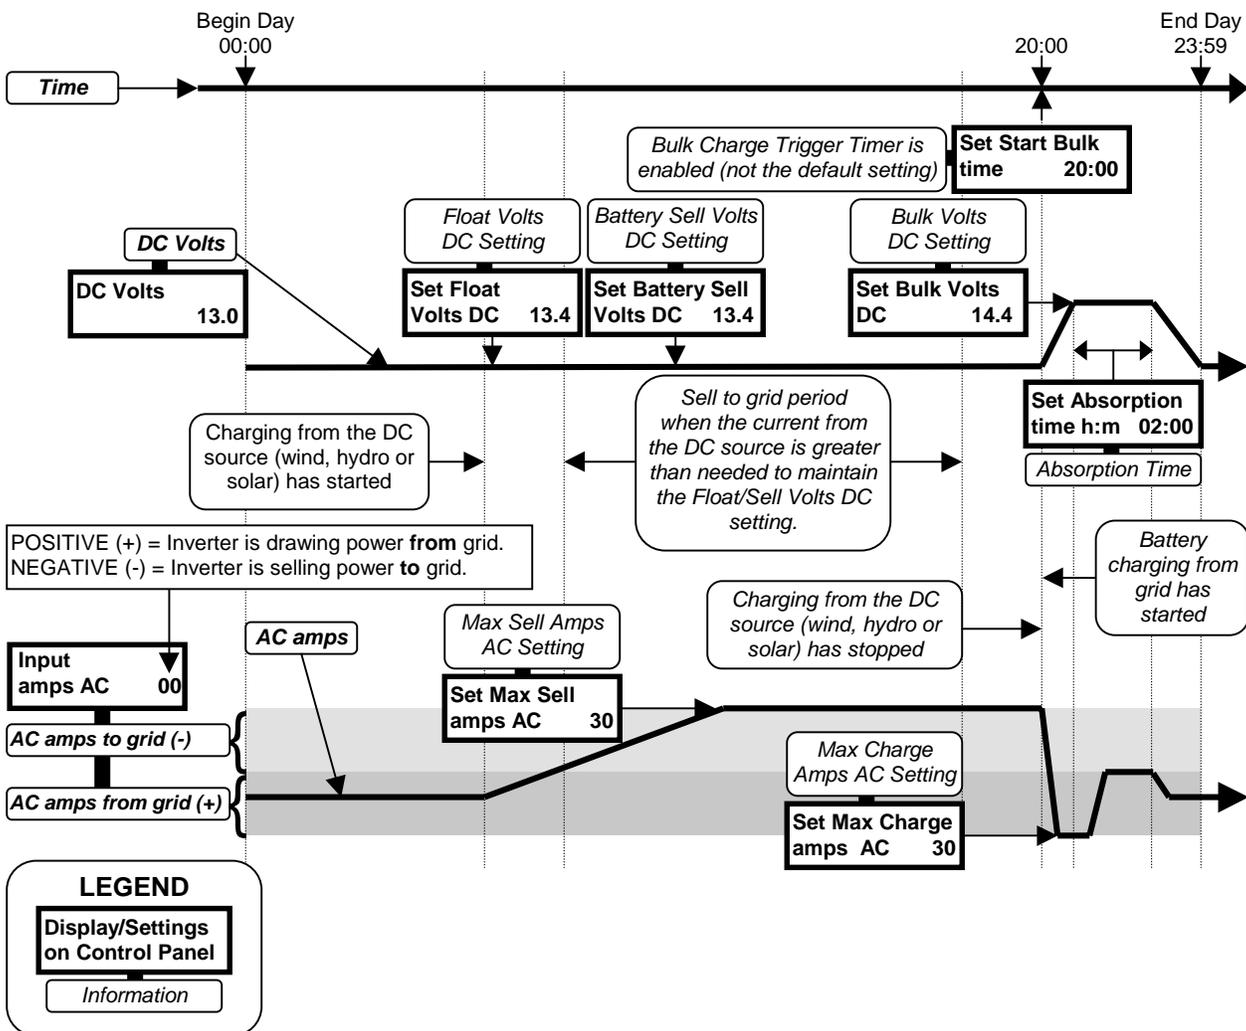 Begin Day
00:00
20:00
End Day
23:59
Time
Bulk Charge Trigger Timer is
enabled (not the default setting)
Set Start Bulk
time 20:00
DC Volts
DC Volts
13.0
Float Volts
DC Setting
Set Float
Volts DC 13.4
Battery Sell Volts
DC Setting
Set Battery Sell
Volts DC 13.4
Bulk Volts
DC Setting
Set Bulk Volts
DC 14.4
Set Absorption
time h:m 02:00
Absorption Time
Charging from the DC
source (wind, hydro or
solar) has started
Sell to grid period
when the current from
the DC source is greater
than needed to maintain
the Float/Sell Volts DC
setting.
POSITIVE (+) = Inverter is drawing power from grid.
NEGATIVE (-) = Inverter is selling power to grid.
Battery
charging from
grid has
started
Charging from the DC
source (wind, hydro or
solar) has stopped
Max Sell Amps
AC Setting
Set Max Sell
amps AC 30
AC amps
Input
amps AC 00
AC amps to grid (-)
AC amps from grid (+)
Max Charge
Amps AC Setting
Set Max Charge
amps AC 30
LEGEND
Display/Settings
on Control Panel
Information